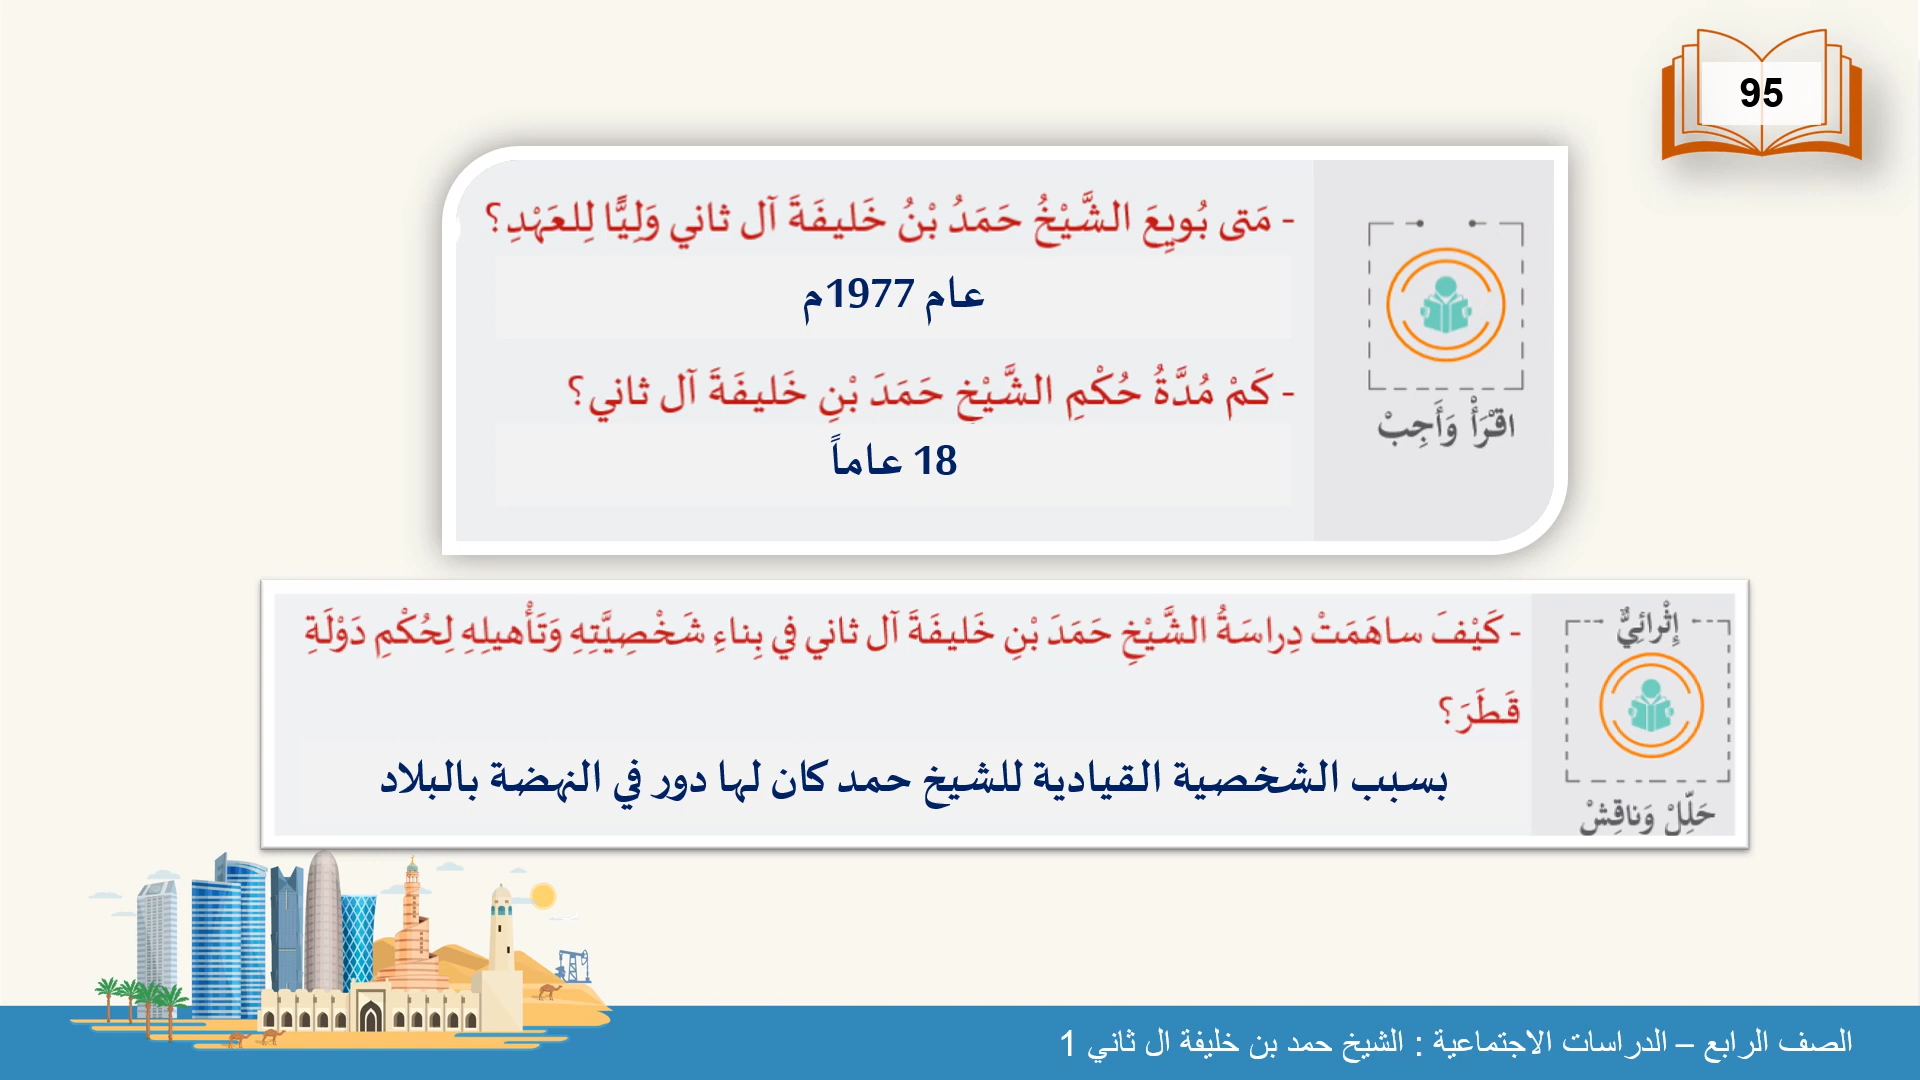 95
- مَتى بُويِعَ الشَّيْخُ حَمَدُ بْنُ خَليفَةَ آل ثاني وَلِيًّا لِلعَهْدِ؟
عام 1977م
- كَمْ مُدَّةُ حُكْمِ الشَّيْخِ حَمَدَ بْنِ خَليفَةَ آل ثاني؟
18 عاماً
اقْرَأْ وَأَجِبْ
إِثْرائِيٌّ
- كَيْفَ ساهَمَتْ دِراسَةُ الشَّيْخِ حَمَدَ بْنِ خَليفَةَ آل ثاني في بِناءِ شَخْصِيَّتِهِ وَتَأْهيلِهِ لِحُكْمِ دَوْلَةِ
قَطَرَ؟
بسبب الشخصية القيادية للشيخ حمد كان لها دور في النهضة بالبلاد
حَلِّلْ وَناقِشْ
الصف الرابع – الدراسات الاجتماعية : الشيخ حمد بن خليفة ال ثاني 1